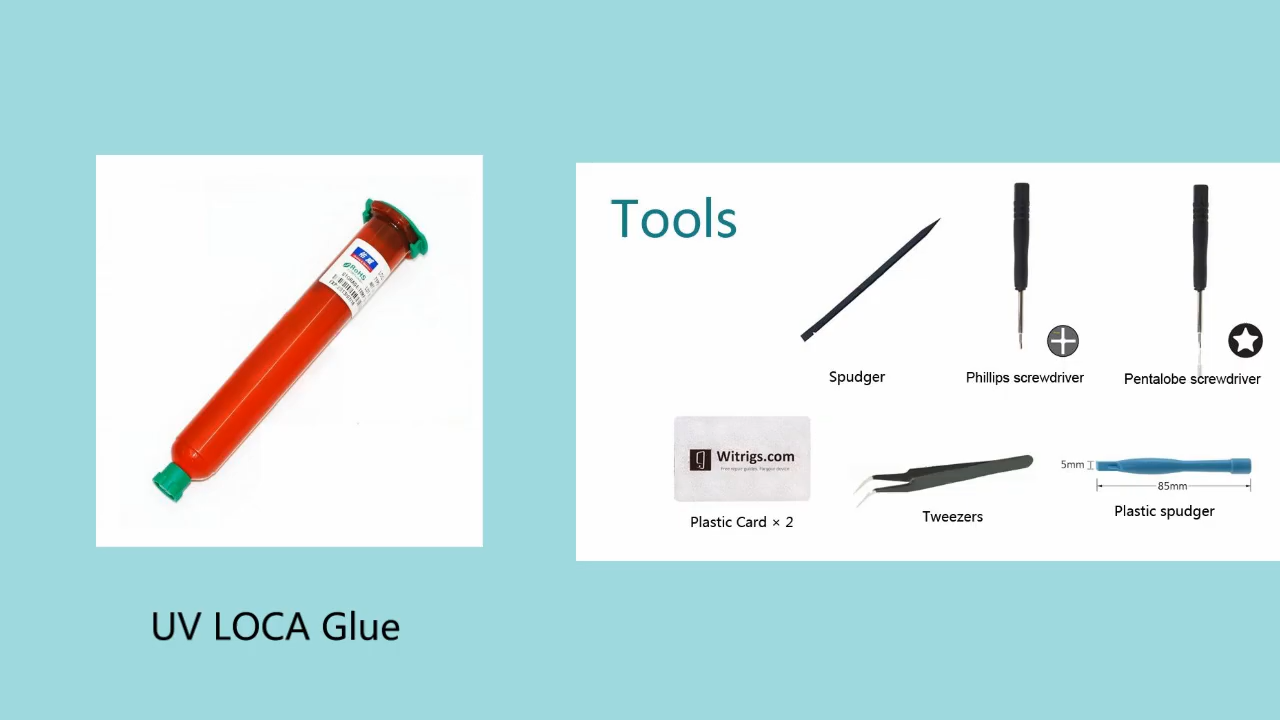 Tools
RoHS
Spudger
Phillips screwdriver
Pentalobe screwdriver
Witrigs.com
5mm
85mm
Plastic Card × 2
Tweezers
Plastic spudger
UV LOCA Glue